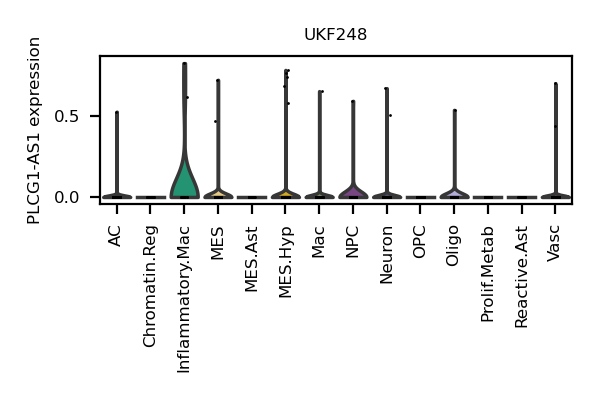 UKF248
PLCG1-AS1 expression
0.5
0.0
AC
Chromatin.Reg
Inflammatory.Mac
MES
MES.Ast
MES.Hyp
Mac
NPC
Neuron
OPC
Oligo
Prolif.Metab
Reactive.Ast
Vasc